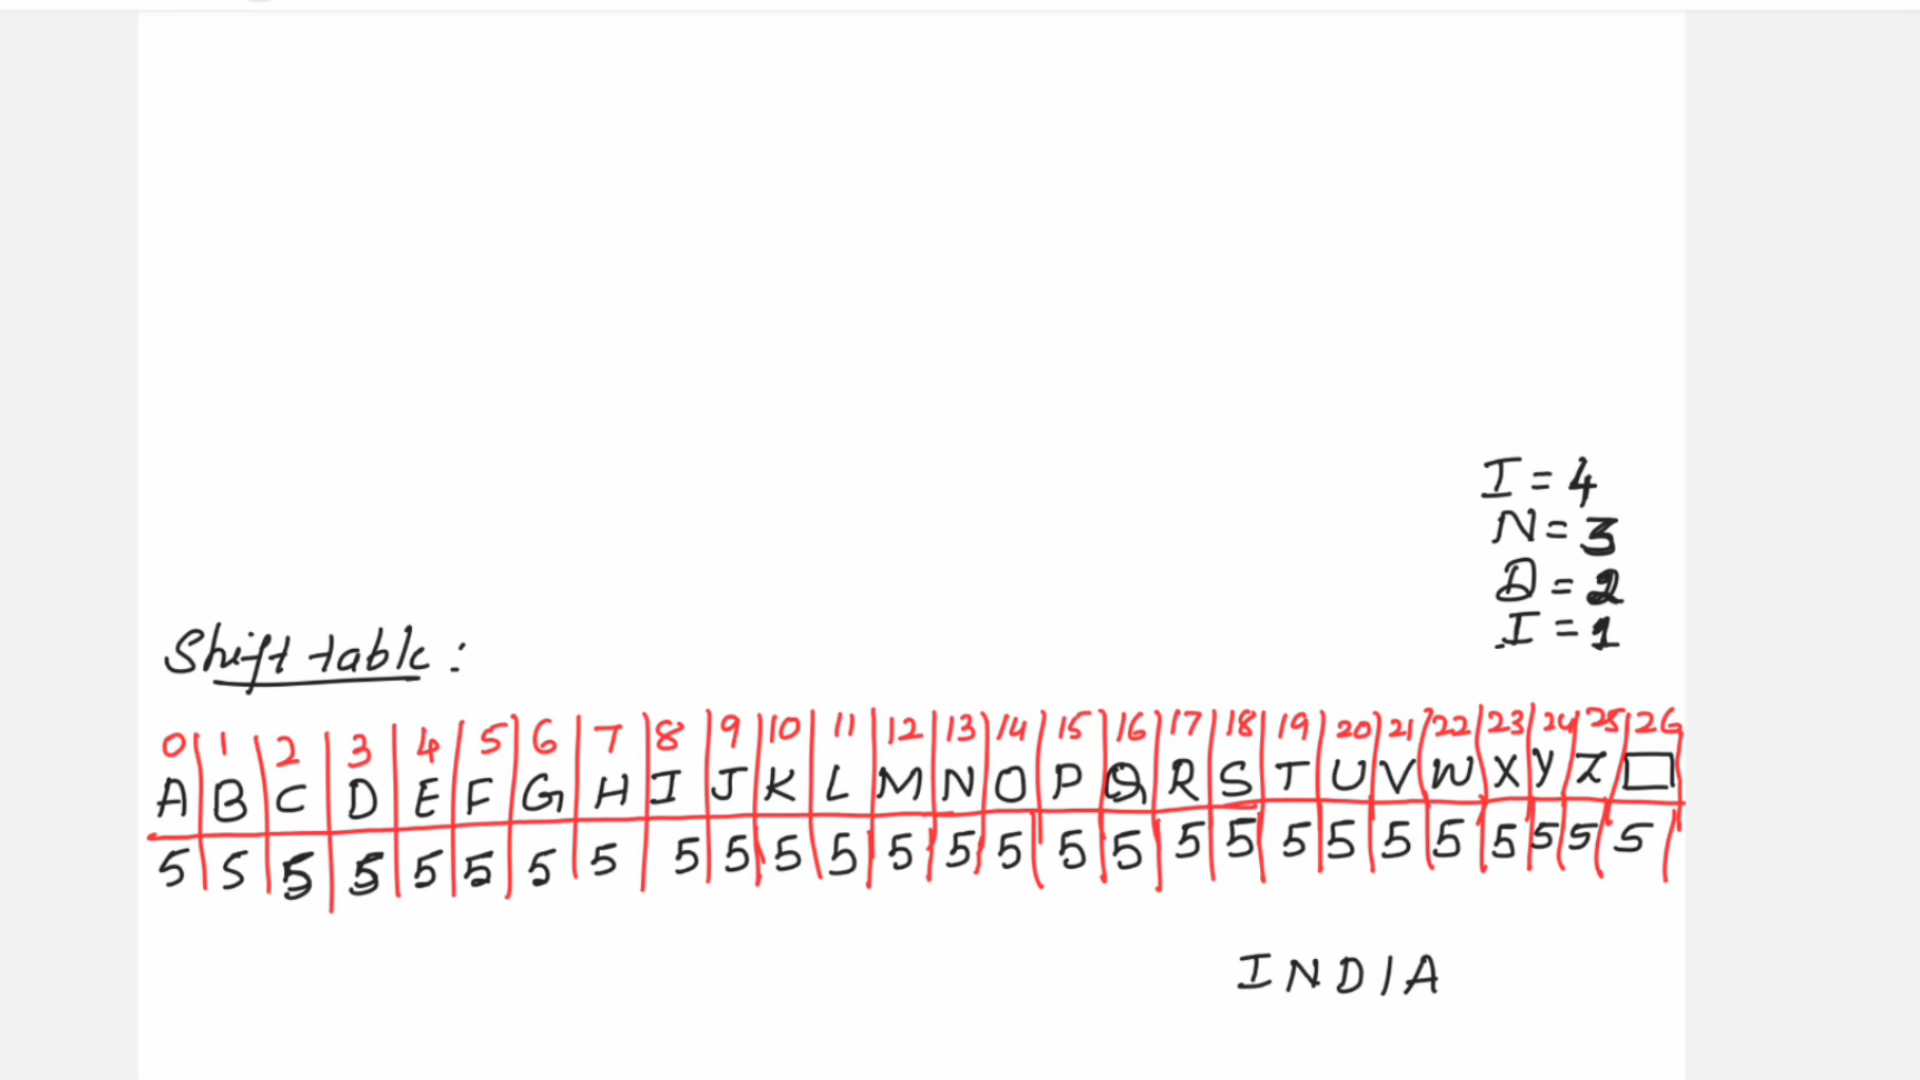 I = 4
N = 3
D = 2
I = 1
Shift table :
0 1 2 3 4 5 6 7 8 9 10 11 12 13 14 15 16 17 18 19 20 21 22 23 24 25 26
A B C D E F G H I J K L M N O P Q R S T U V W X Y Z □
5 5 5 5 5 5 5 5 5 5 5 5 5 5 5 5 5 5 5 5 5 5 5 5 5 5 5
I N D I A